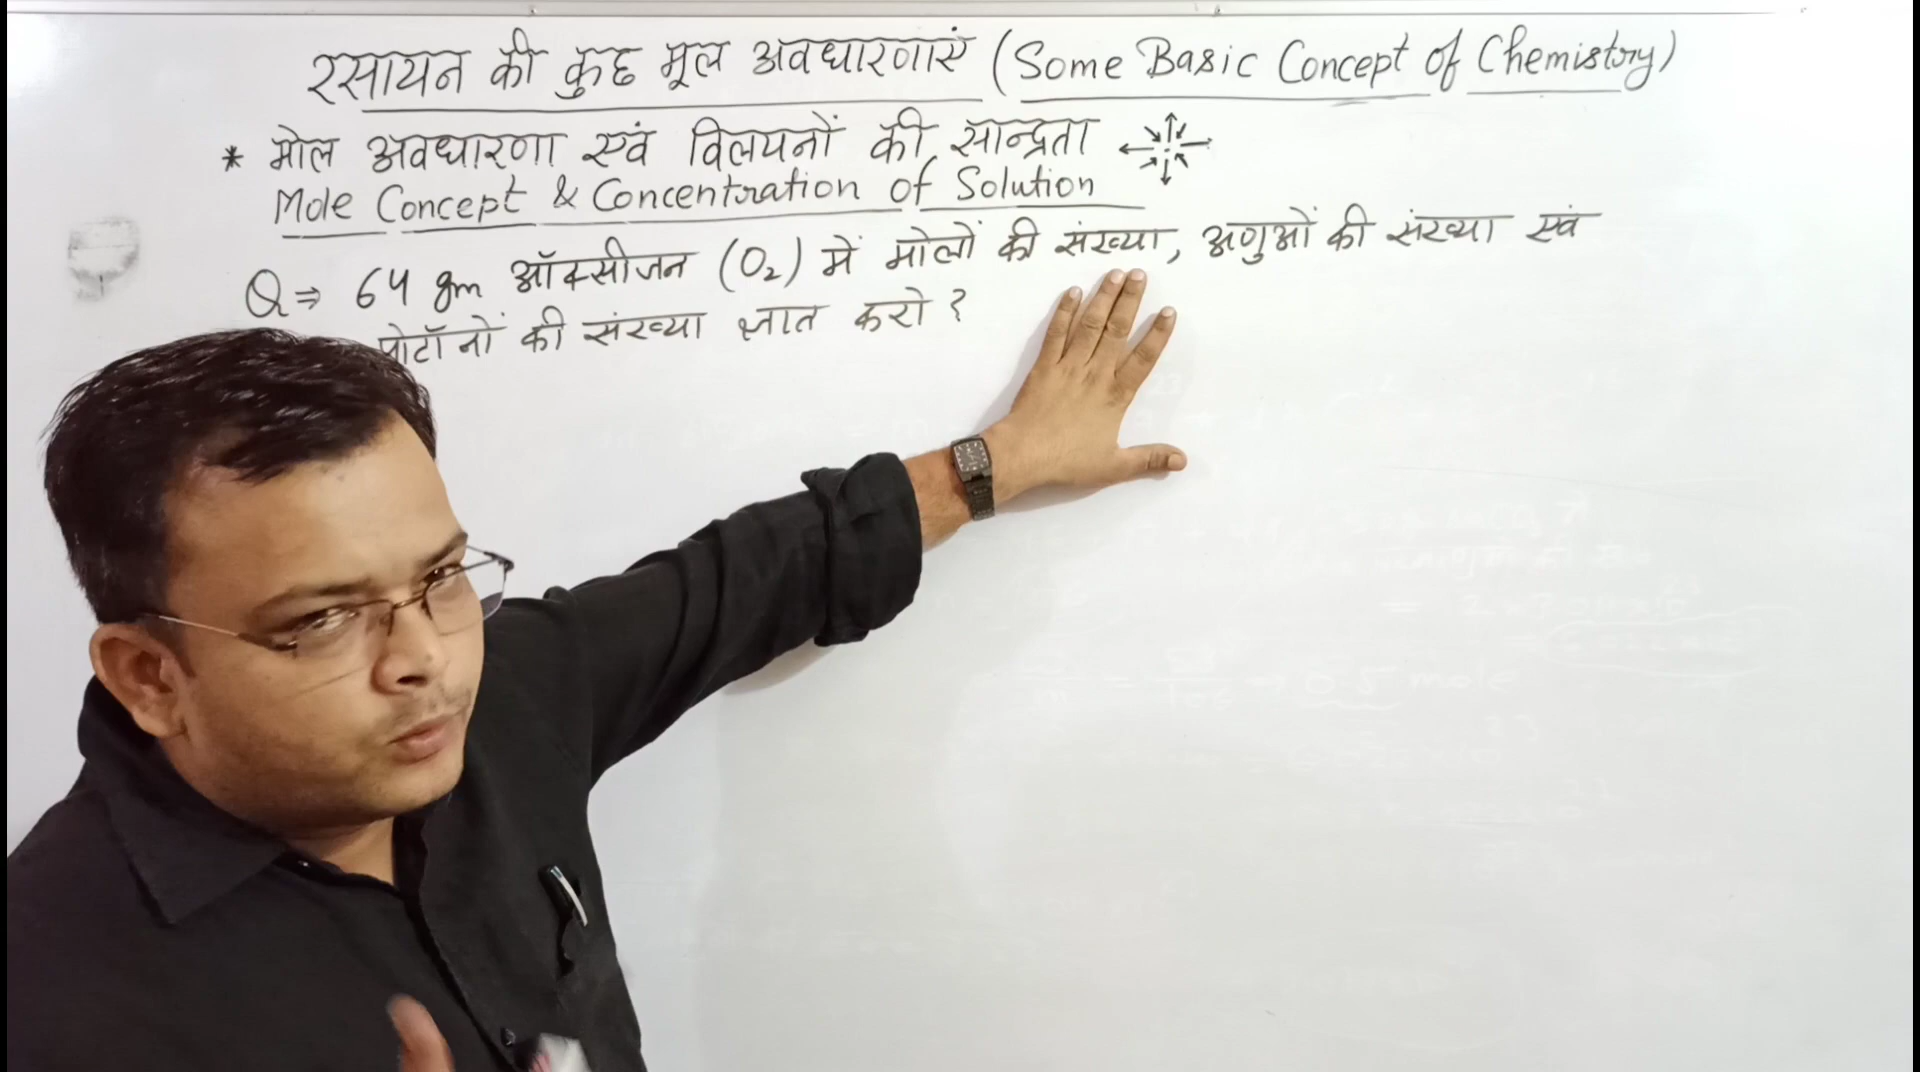 रसायन की कुछ मूल अवधारणाएं (Some Basic Concept of Chemistry)
* मोल अवधारणा एवं विलयनों की सान्द्रता
Mole Concept & Concentration of Solution
Q⇒ 64 gm ऑक्सीजन (O₂) में मोलों की संख्या, अणुओं की संख्या एवं
प्रोटॉनों की संख्या ज्ञात करो ?